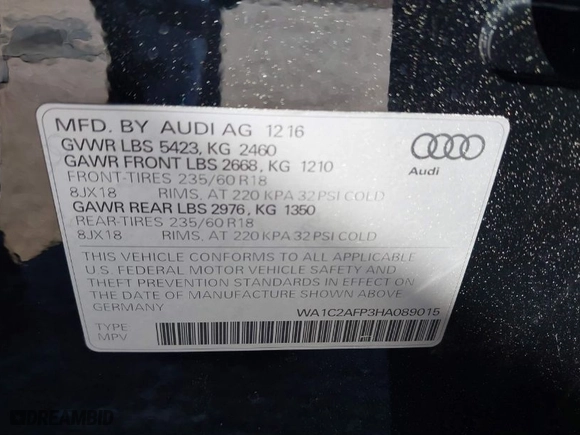 MFD. BY AUDI AG 12 16
GVWR LBS 5423, KG 2460
GAWR FRONT LBS 2668, KG 1210
FRONT-TIRES 235/60 R18
8JX18 RIMS, AT 220 KPA 32 PSI COLD
GAWR REAR LBS 2976, KG 1350
REAR-TIRES 235/60 R18
8JX18 RIMS, AT 220 KPA 32 PSI COLD
Audi
THIS VEHICLE CONFORMS TO ALL APPLICABLE
U.S. FEDERAL MOTOR VEHICLE SAFETY AND
THEFT PREVENTION STANDARDS IN EFFECT ON
THE DATE OF MANUFACTURE SHOWN ABOVE
GERMANY
WA1C2AFP3HA089015
TYPE:
MPV
DREAMBID